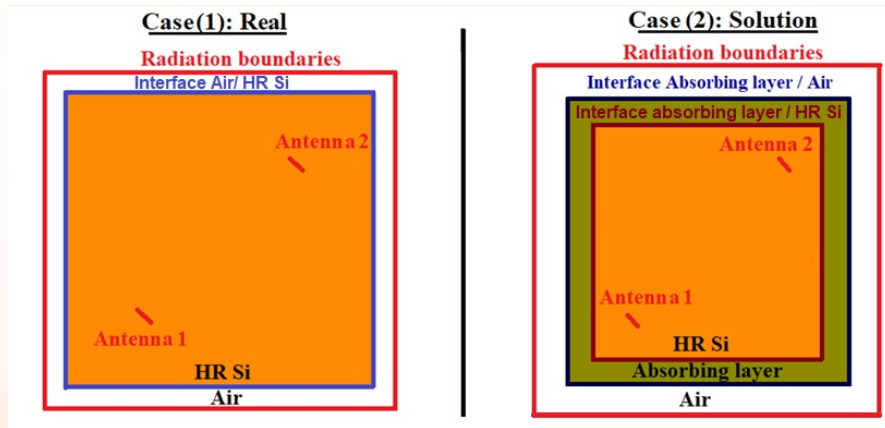 Case(1): Real
Radiation boundaries
Interface Air/ HR Si
Antenna 2
Antenna 1
HR Si
Air
Case (2): Solution
Radiation boundaries
Interface Absorbing layer / Air
Interface absorbing layer / HR Si
Antenna 2
Antenna 1
HR Si
Absorbing layer
Air